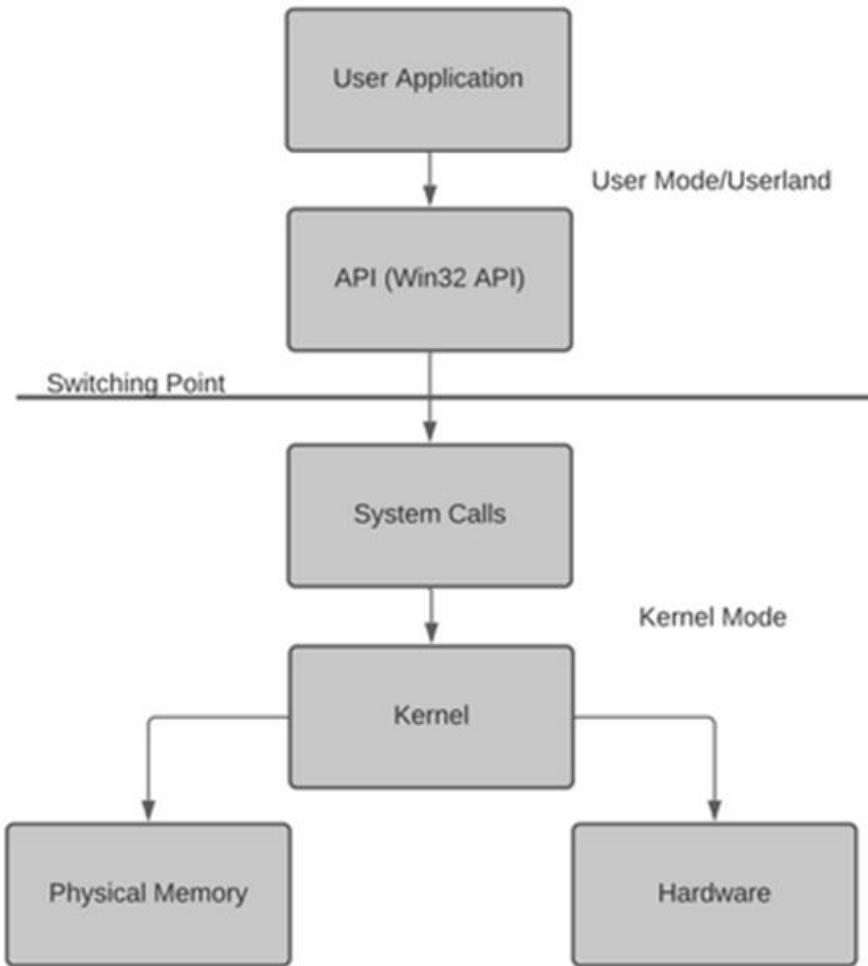 User Application
User Mode/Userland
API (Win32 API)
Switching Point
System Calls
Kernel Mode
Kernel
Physical Memory
Hardware